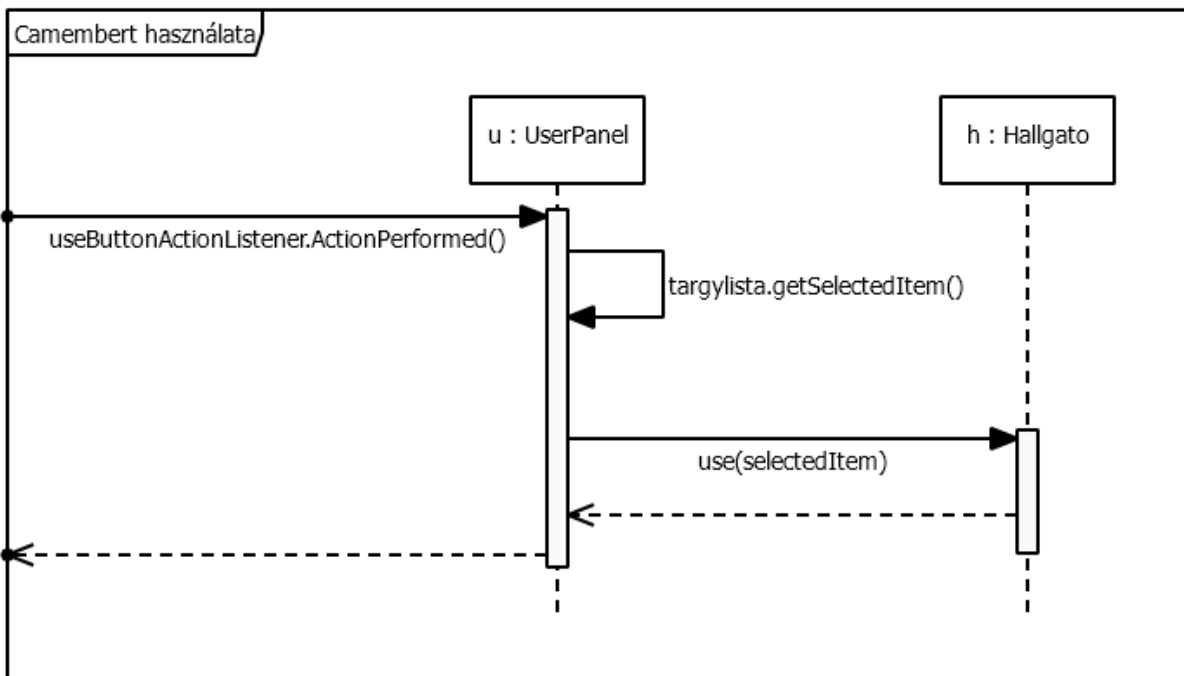 Camembert használata
u : UserPanel
h : Hallgato
useButtonActionListener.ActionPerformed()
targylista.getSelectedItem()
use(selectedItem)